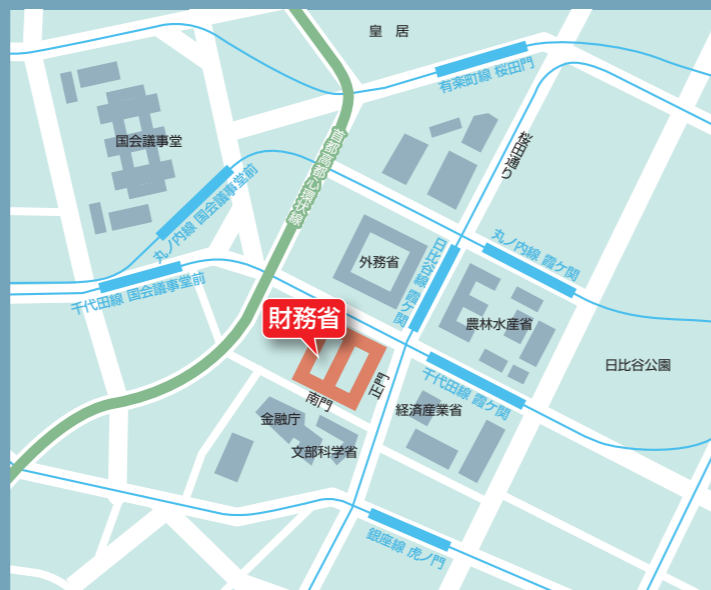 皇 居
有楽町線 桜田門
桜田通り
国会議事堂
首都高都心環状線
丸ノ内線 国会議事堂前
千代田線 国会議事堂前
外務省
日比谷線 霞ケ関
丸ノ内線 霞ケ関
農林水産省
財務省
日比谷公園
千代田線 霞ケ関
正門
南門
経済産業省
金融庁
文部科学省
銀座線 虎ノ門